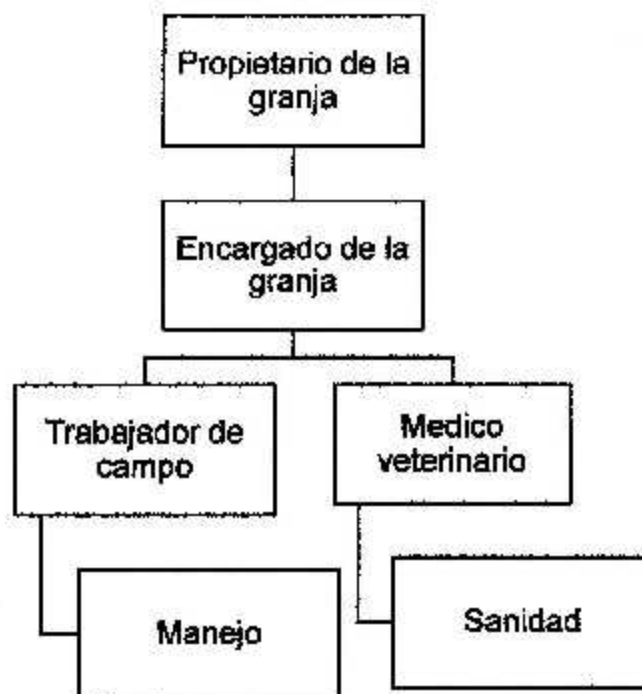 Propietario de la
granja
Encargado de la
granja
Trabajador de
campo
Medico
veterinario
Manejo
Sanidad